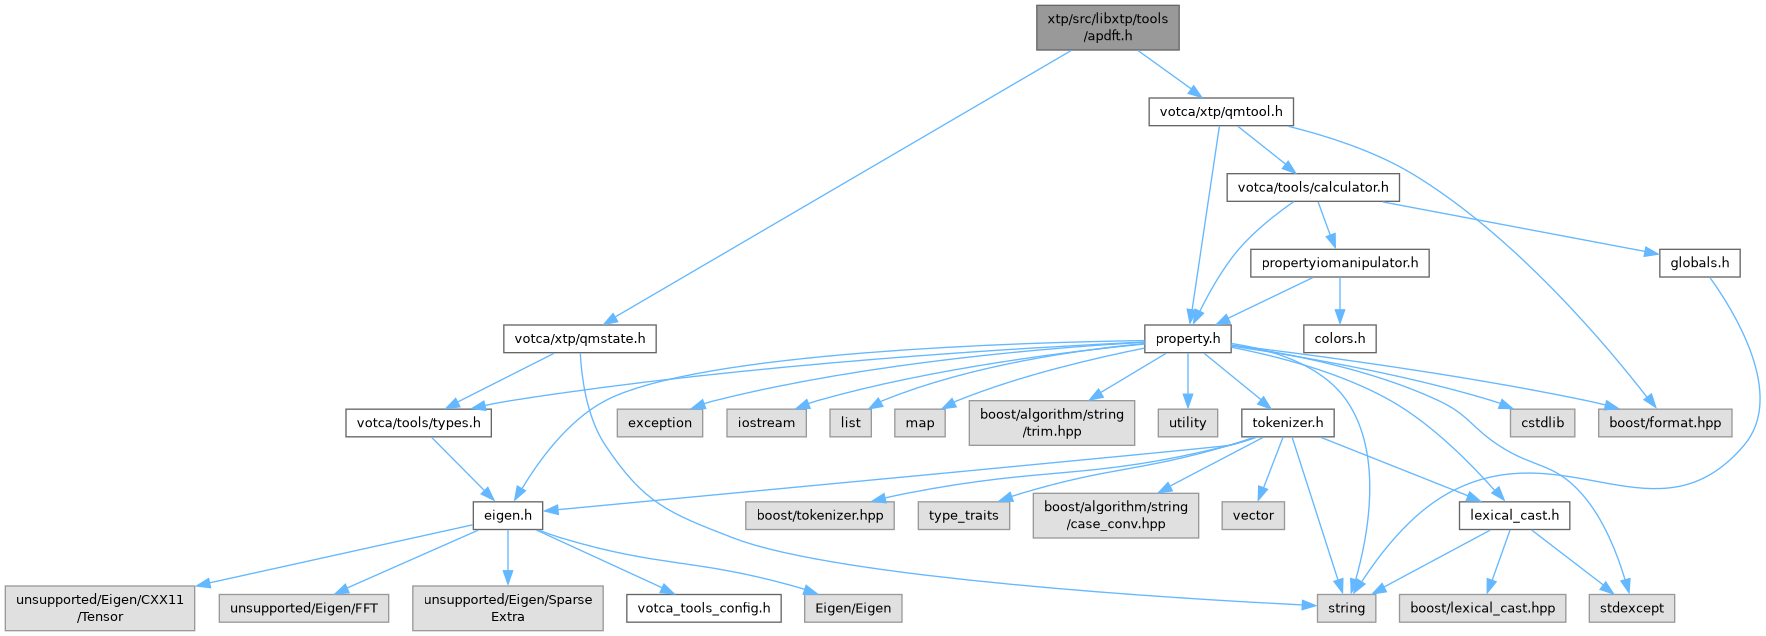 xtp/src/libxtp/tools
/apdft.h
votca/xtp/qmtool.h
votca/tools/calculator.h
propertyiomanipulator.h
globals.h
votca/xtp/qmstate.h
property.h
colors.h
votca/tools/types.h
exception
iostream
list
map
boost/algorithm/string
/trim.hpp
utility
tokenizer.h
cstdlib
boost/format.hpp
eigen.h
boost/tokenizer.hpp
type_traits
boost/algorithm/string
/case_conv.hpp
vector
lexical_cast.h
unsupported/Eigen/CXX11
/Tensor
unsupported/Eigen/FFT
unsupported/Eigen/Sparse
Extra
votca_tools_config.h
Eigen/Eigen
string
boost/lexical_cast.hpp
stdexcept